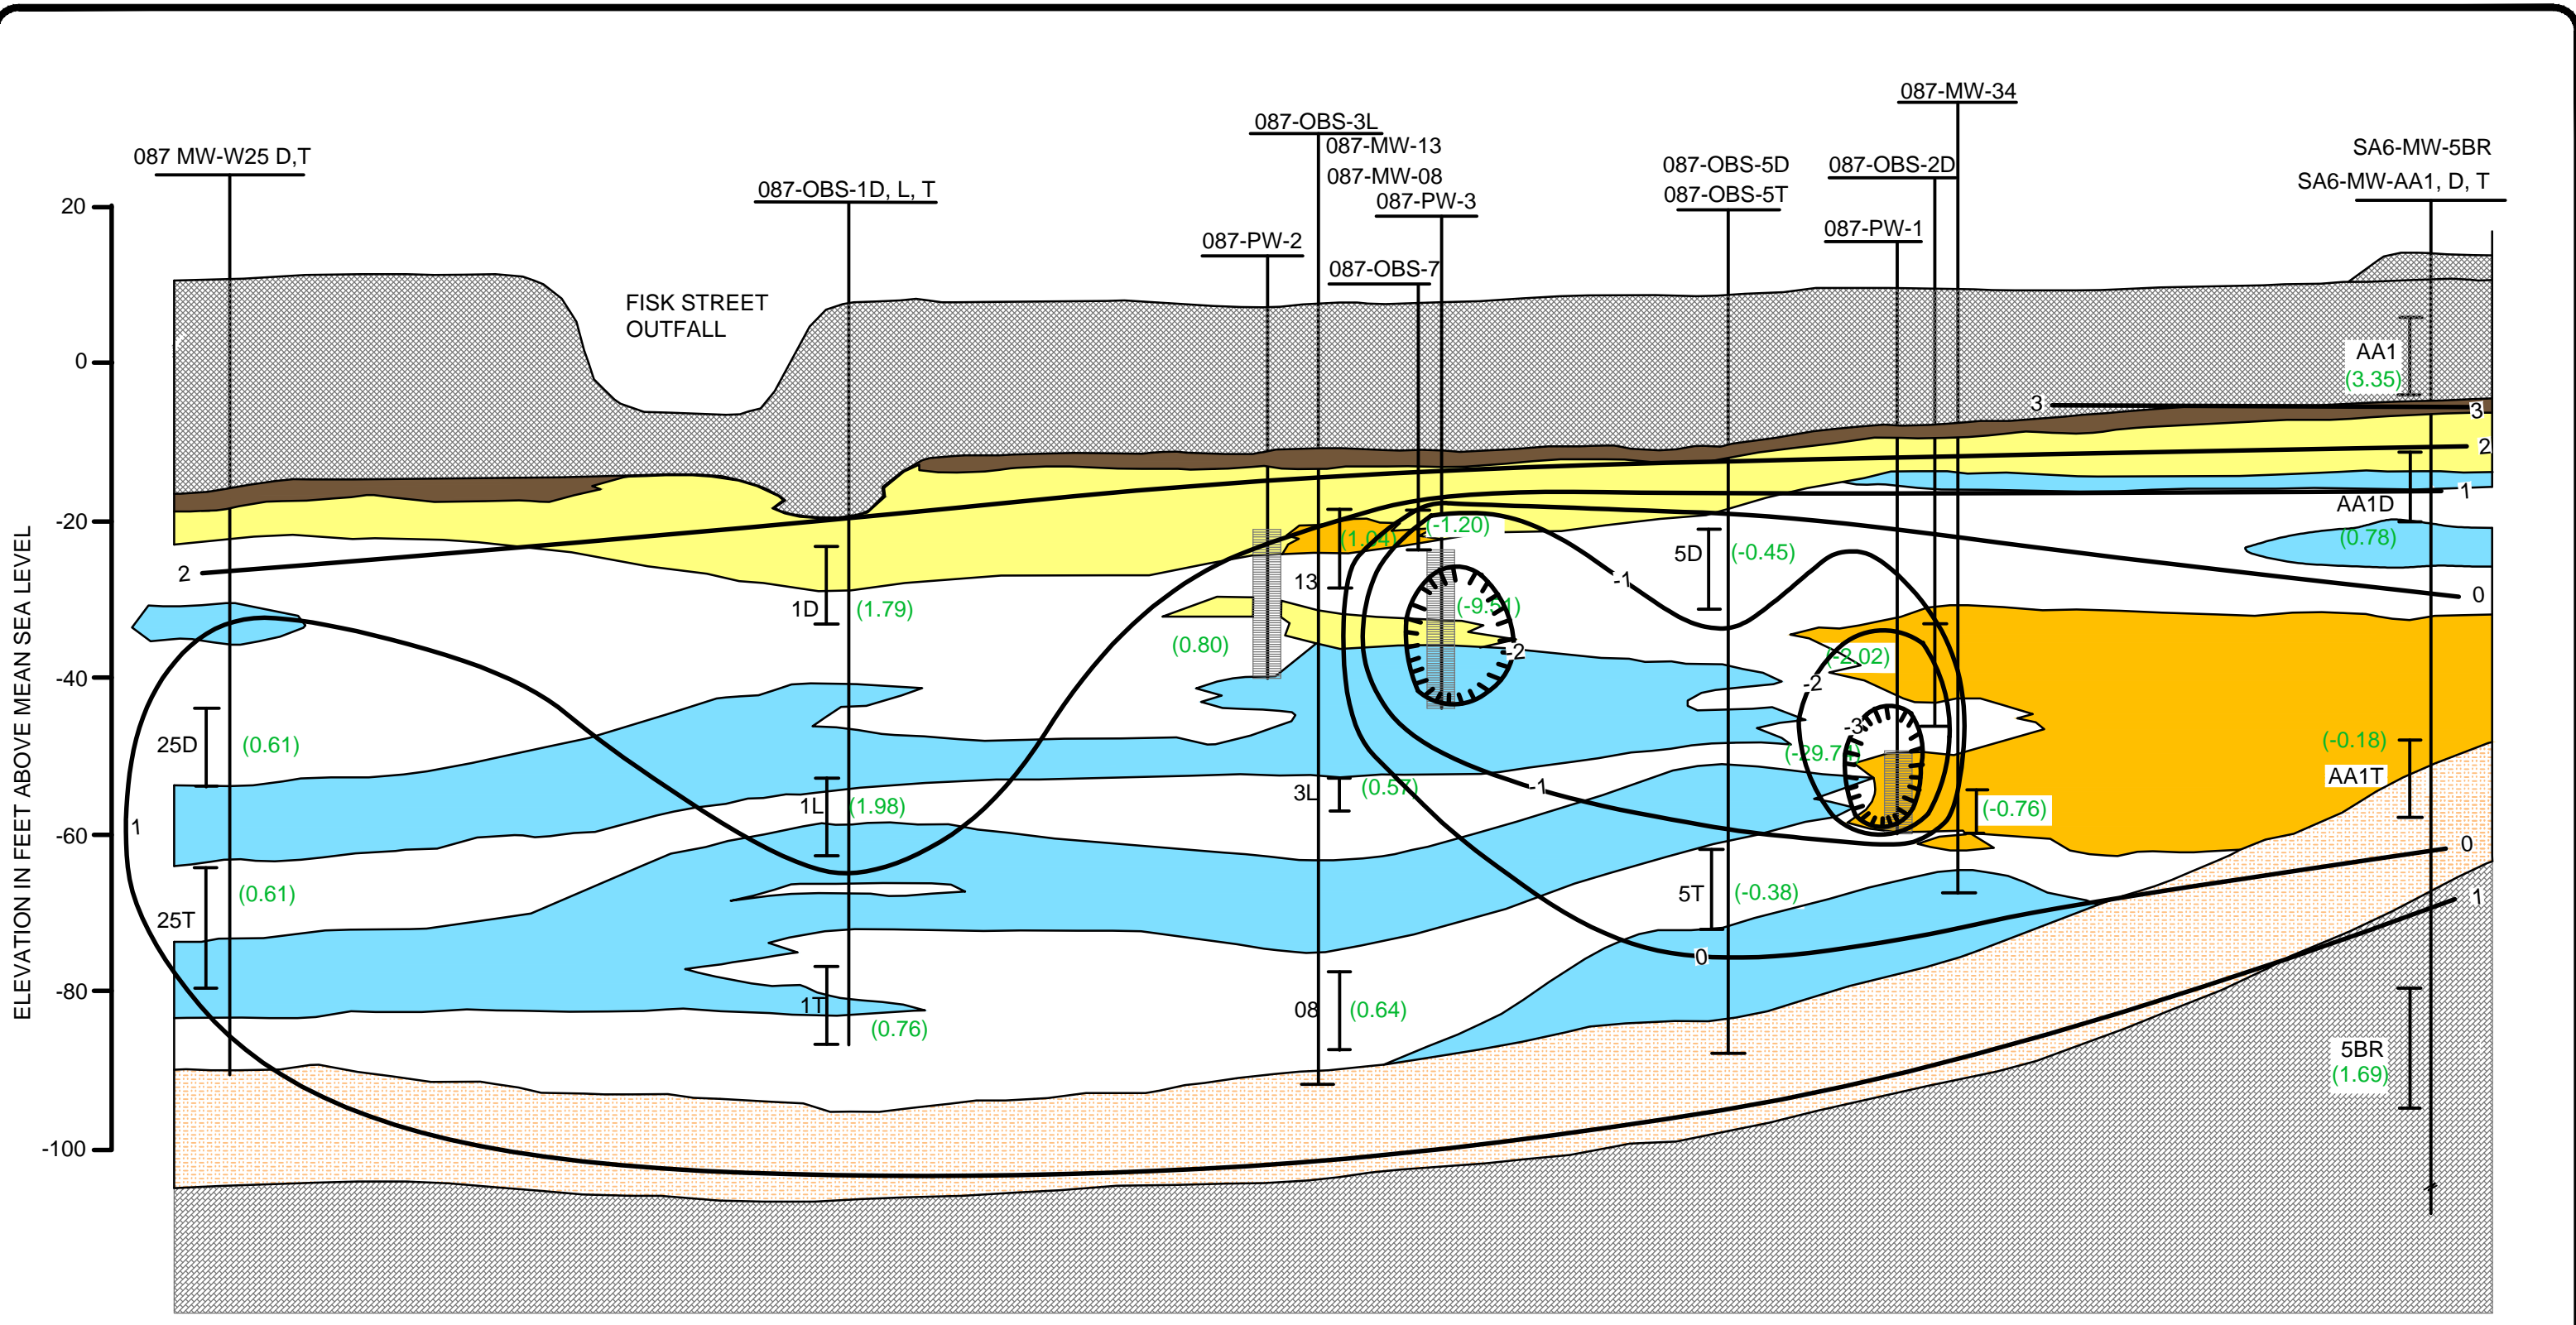 087-MW-34
087-OBS-3L
087-MW-13
SA6-MW-5BR
087 MW-W25 D,T
087-OBS-5D
087-OBS-2D
087-MW-08
SA6-MW-AA1, D, T
087-OBS-1D, L, T
087-OBS-5T
087-PW-3
20
087-PW-1
087-PW-2
087-OBS-7
FISK STREET
OUTFALL
0
AA1
(3.35)
3
3
2
1
AA1D
-20
(-1.20)
(1.04)
(0.78)
5D
(-0.45)
2
13
-1
0
1D
(1.79)
(-9.51)
(0.80)
-2
(-2.02)
-40
-2
-3
25D
(0.61)
(-0.18)
AA1T
1L
(1.98)
3L
(0.57)
-1
(-0.76)
1
-60
0
(0.61)
5T
(-0.38)
1
25T
0
-80
1T
(0.76)
08
(0.64)
5BR
(1.69)
-100
ELEVATION IN FEET ABOVE MEAN SEA LEVEL